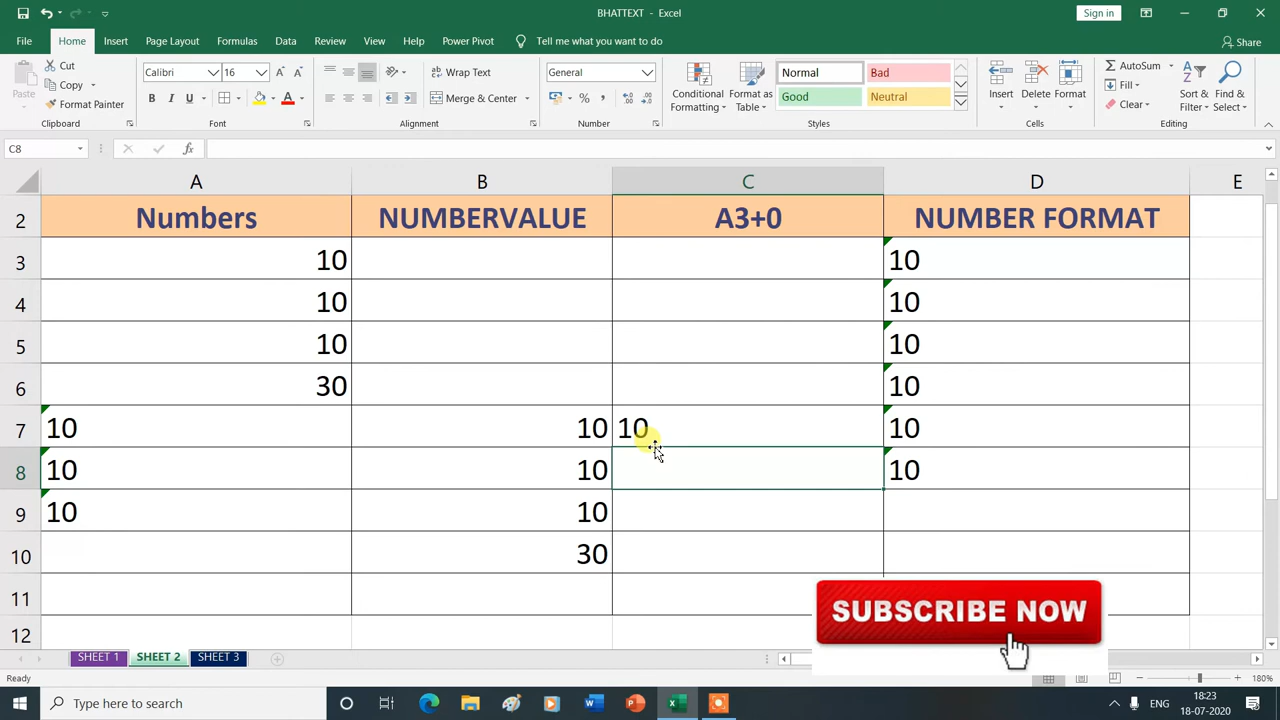 BHATTEXT - Excel
Sign in
File Home Insert Page Layout Formulas Data Review View Help Power Pivot Tell me what you want to do Share
Paste
Cut
Copy
Format Painter
Calibri 16
B I U A
Wrap Text
Merge & Center
General
%
Conditional Formatting
Format as Table
Normal Bad
Good Neutral
Insert Delete Format
AutoSum
Fill
Clear
Sort & Filter
Find & Select
Clipboard Font Alignment Number Styles Cells Editing
C8 fx
A B C D E
2 Numbers NUMBERVALUE A3+0 NUMBER FORMAT
3 10 10
4 10 10
5 10 10
6 30 10
7 10 10 10 10
8 10 10 10
9 10 10
10 30
11
12
SUBSCRIBE NOW
SHEET 1 SHEET 2 SHEET 3
Ready
180%
Type here to search
ENG
18:23
18-07-2020